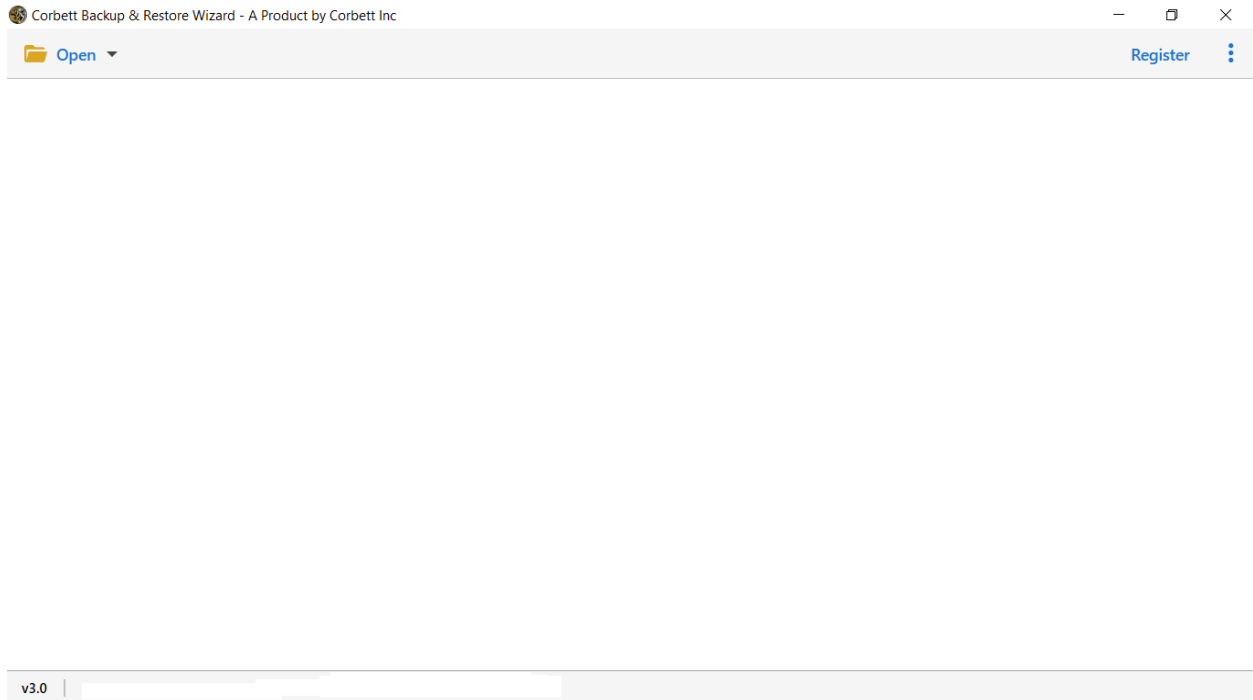 Corbett Backup & Restore Wizard - A Product by Corbett Inc
Open
Register
v3.0